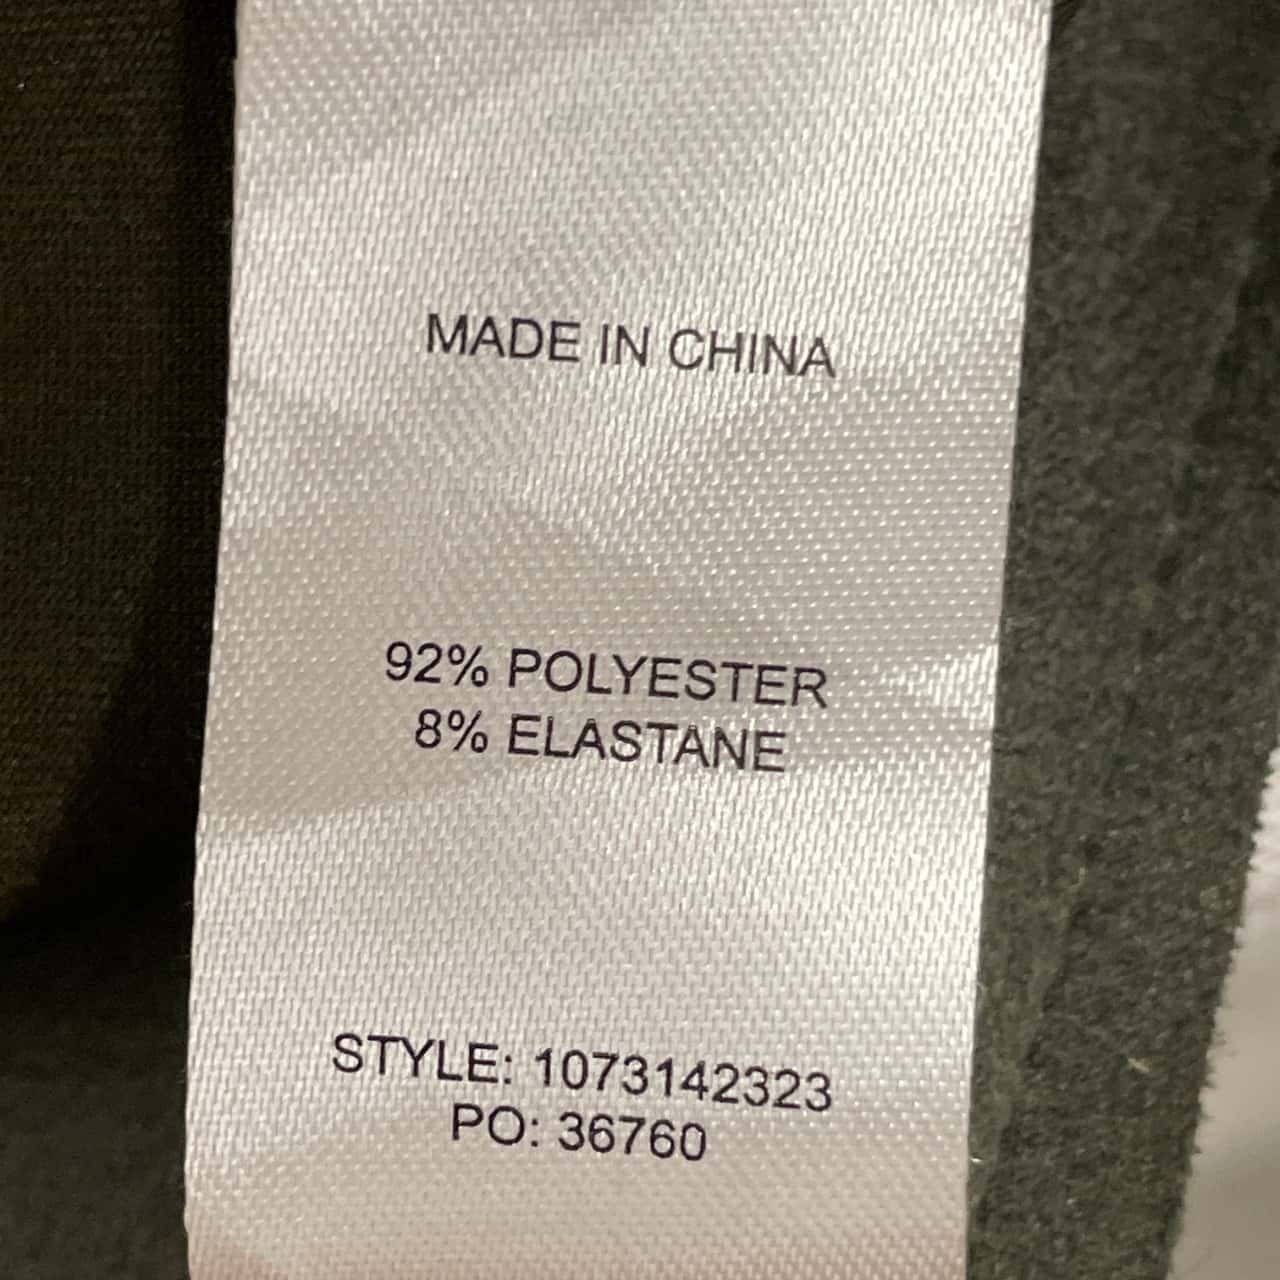 MADE IN CHINA
92% POLYESTER
8% ELASTANE
STYLE: 1073142323
PO: 36760